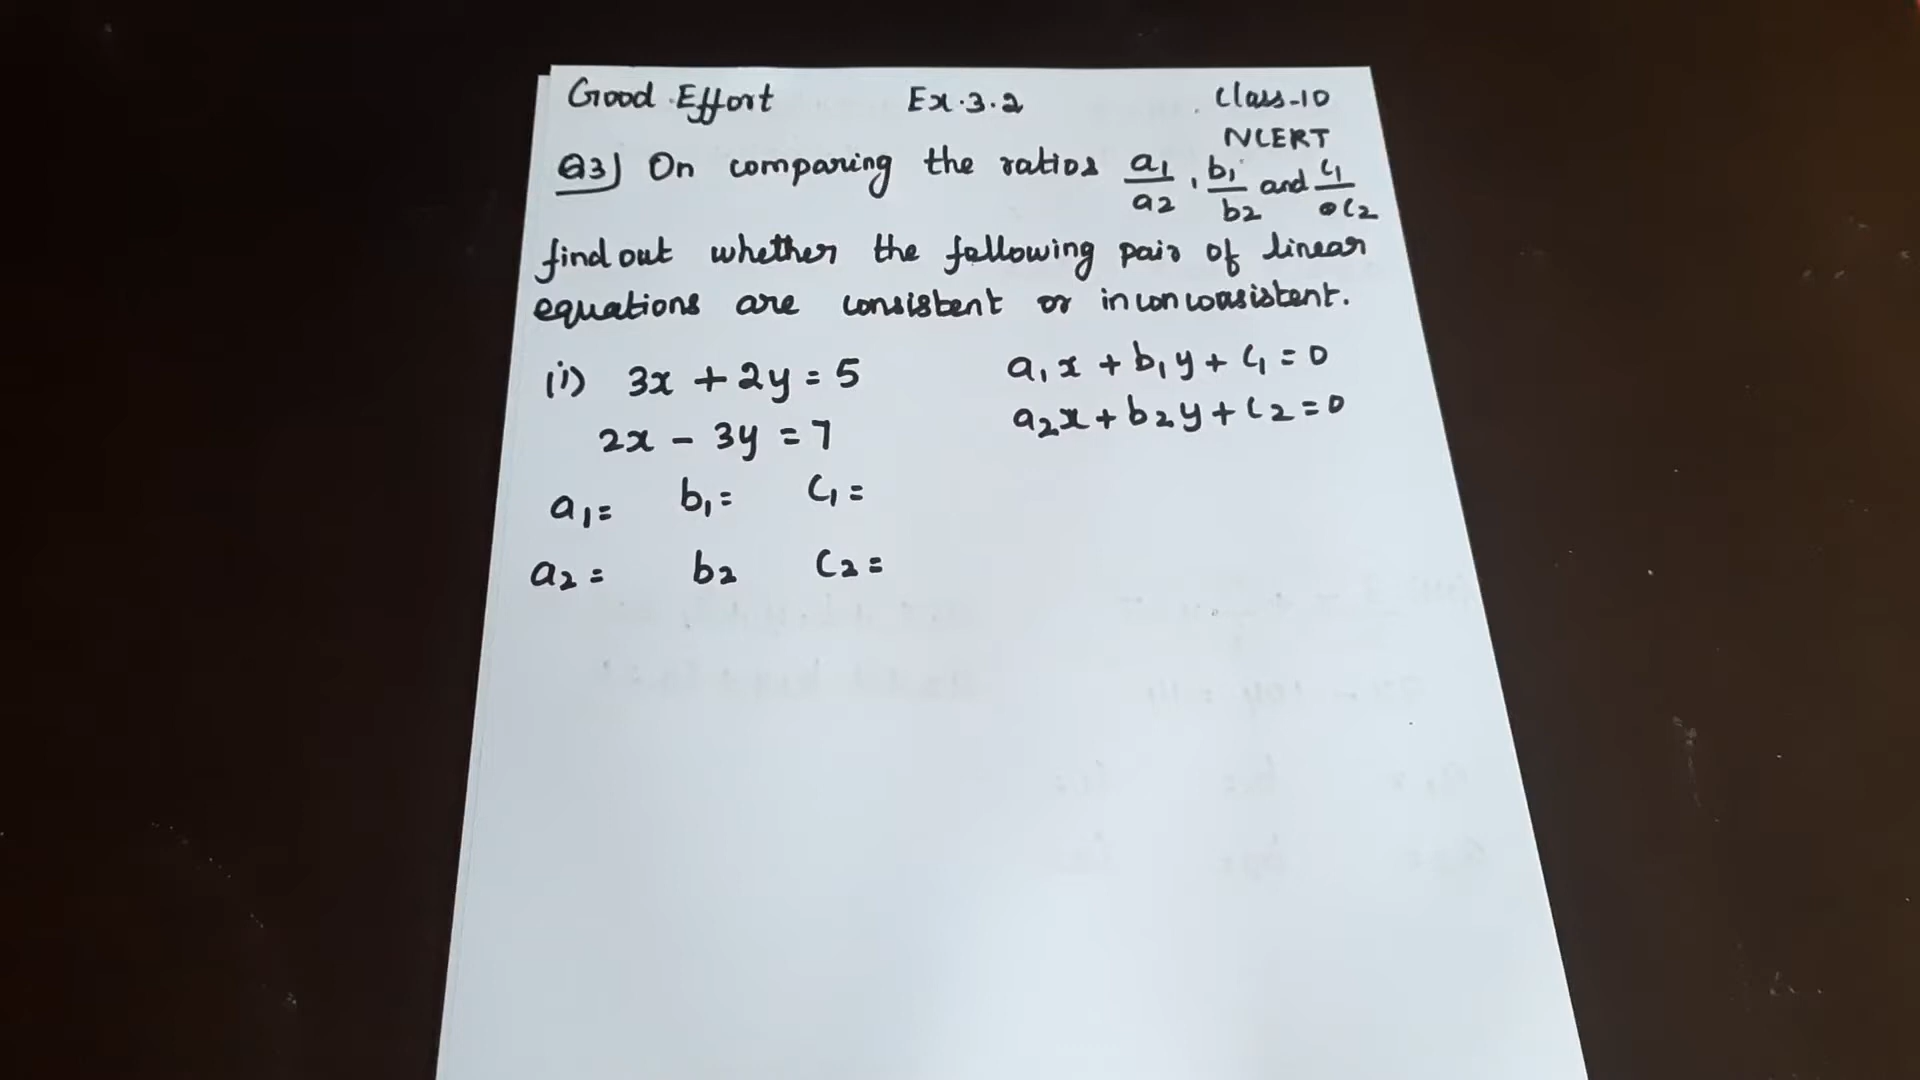 Good Effort Ex.3.2 Class-10
NCERT
Q3) On comparing the ratios a1/a2, b1/b2 and c1/c2
find out whether the following pair of linear
equations are consistent or inconconsistent.
(i) 3x + 2y = 5 a1x + b1y + c1 = 0
2x - 3y = 7 a2x + b2y + c2 = 0
a1= b1= c1=
a2= b2 c2=